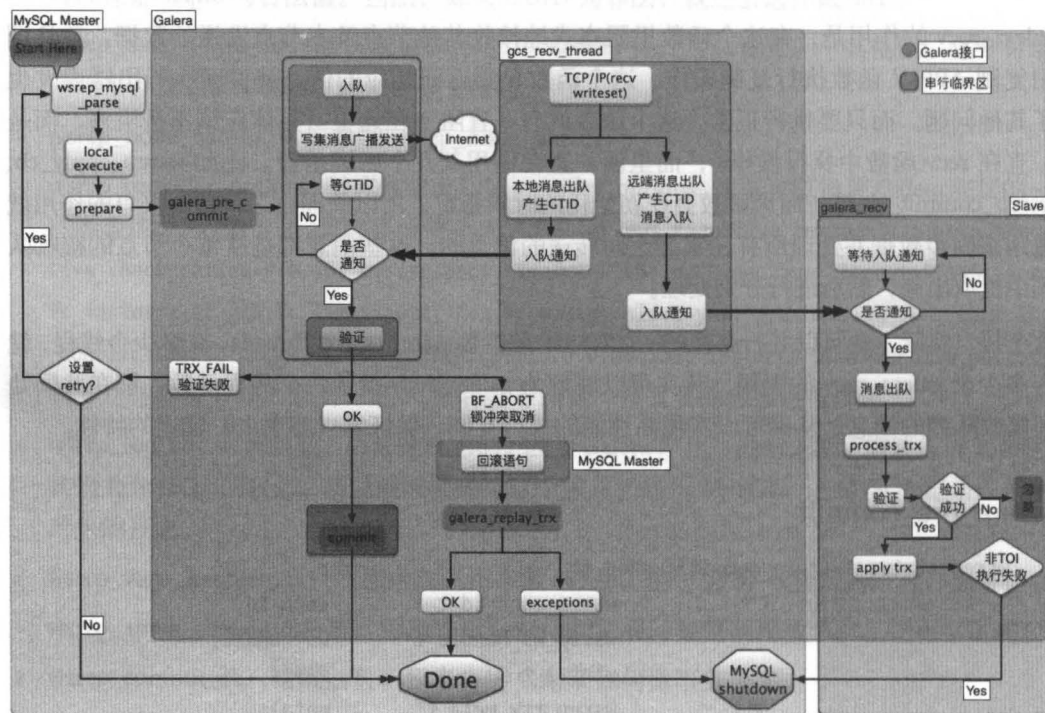 MySQL Master
Galera
Start Here
wsrep_mysql
_parse
local
execute
prepare
Yes
galera_pre_c
ommit
入队
写集消息广播发送
Internet
等GTID
No
是否
通知
Yes
验证
gcs_recv_thread
TCP/IP(recv
writeset)
本地消息出队
产生GTID
入队通知
远端消息出队
产生GTID
消息入队
入队通知
Galera接口
串行临界区
galera_recv
Slave
等待入队通知
No
是否通知
Yes
消息出队
process_trx
验证
验证
成功
No
忽
略
Yes
apply trx
非TOI
执行失败
Yes
设置
retry?
TRX_FAIL
验证失败
OK
BF_ABORT
锁冲突取消
回滚语句
MySQL Master
galera_replay_trx
commit
OK
exceptions
No
Done
MySQL
shutdown